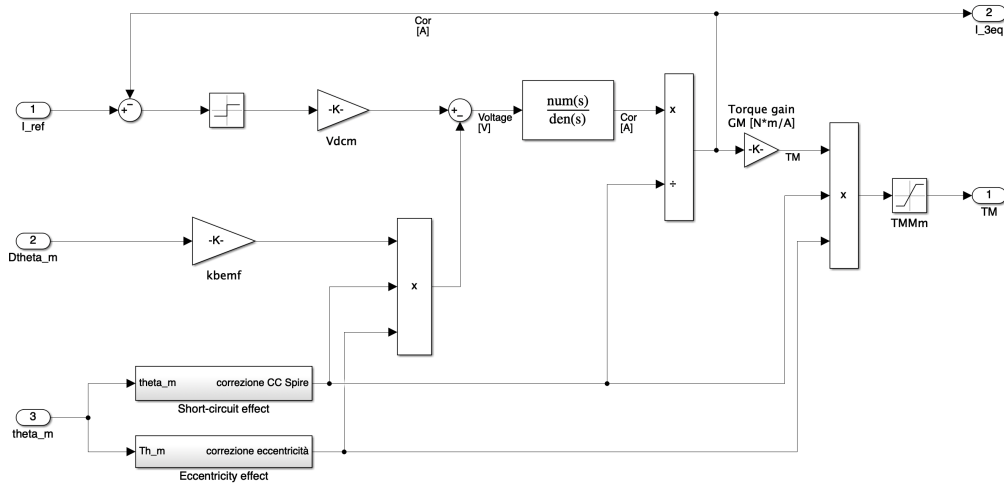 Cor
[A]
2
I_3eq
1
I_ref
+
−
-K-
Vdcm
+
−
Voltage
[V]
num(s)
den(s)
Cor
[A]
x
÷
Torque gain
GM [N*m/A]
-K-
TM
x
TMMm
1
TM
2
Dtheta_m
-K-
kbemf
x
theta_m
correzione CC Spire
Short-circuit effect
3
theta_m
Th_m
correzione eccentricità
Eccentricity effect